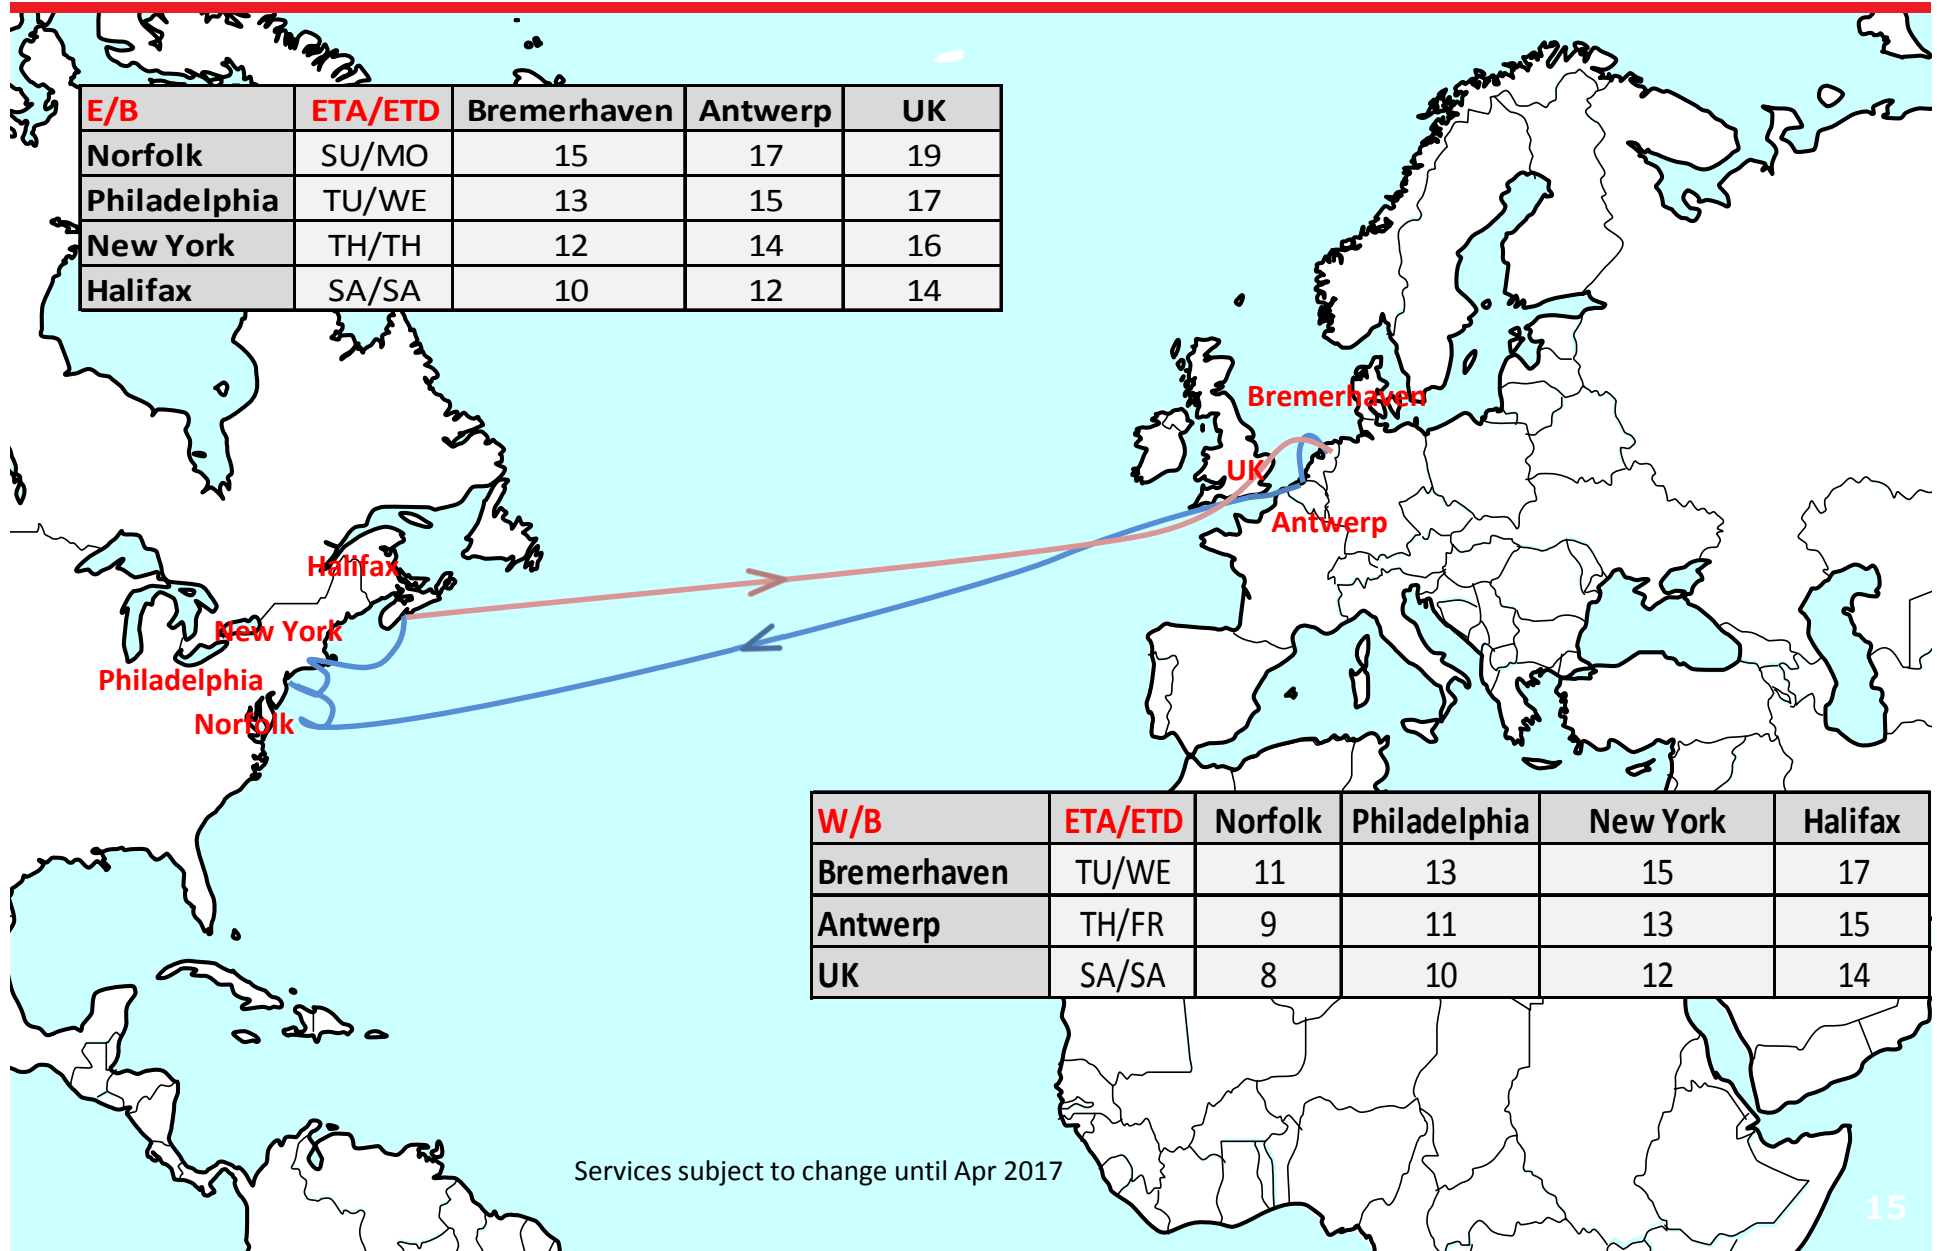 E/B ETA/ETD Bremerhaven Antwerp UK
Norfolk SU/MO 15 17 19
Philadelphia TU/WE 13 15 17
New York TH/TH 12 14 16
Halifax SA/SA 10 12 14
Bremerhaven
UK
Antwerp
Halifax
New York
Philadelphia
Norfolk
W/B ETA/ETD Norfolk Philadelphia New York Halifax
Bremerhaven TU/WE 11 13 15 17
Antwerp TH/FR 9 11 13 15
UK SA/SA 8 10 12 14
Services subject to change until Apr 2017
15